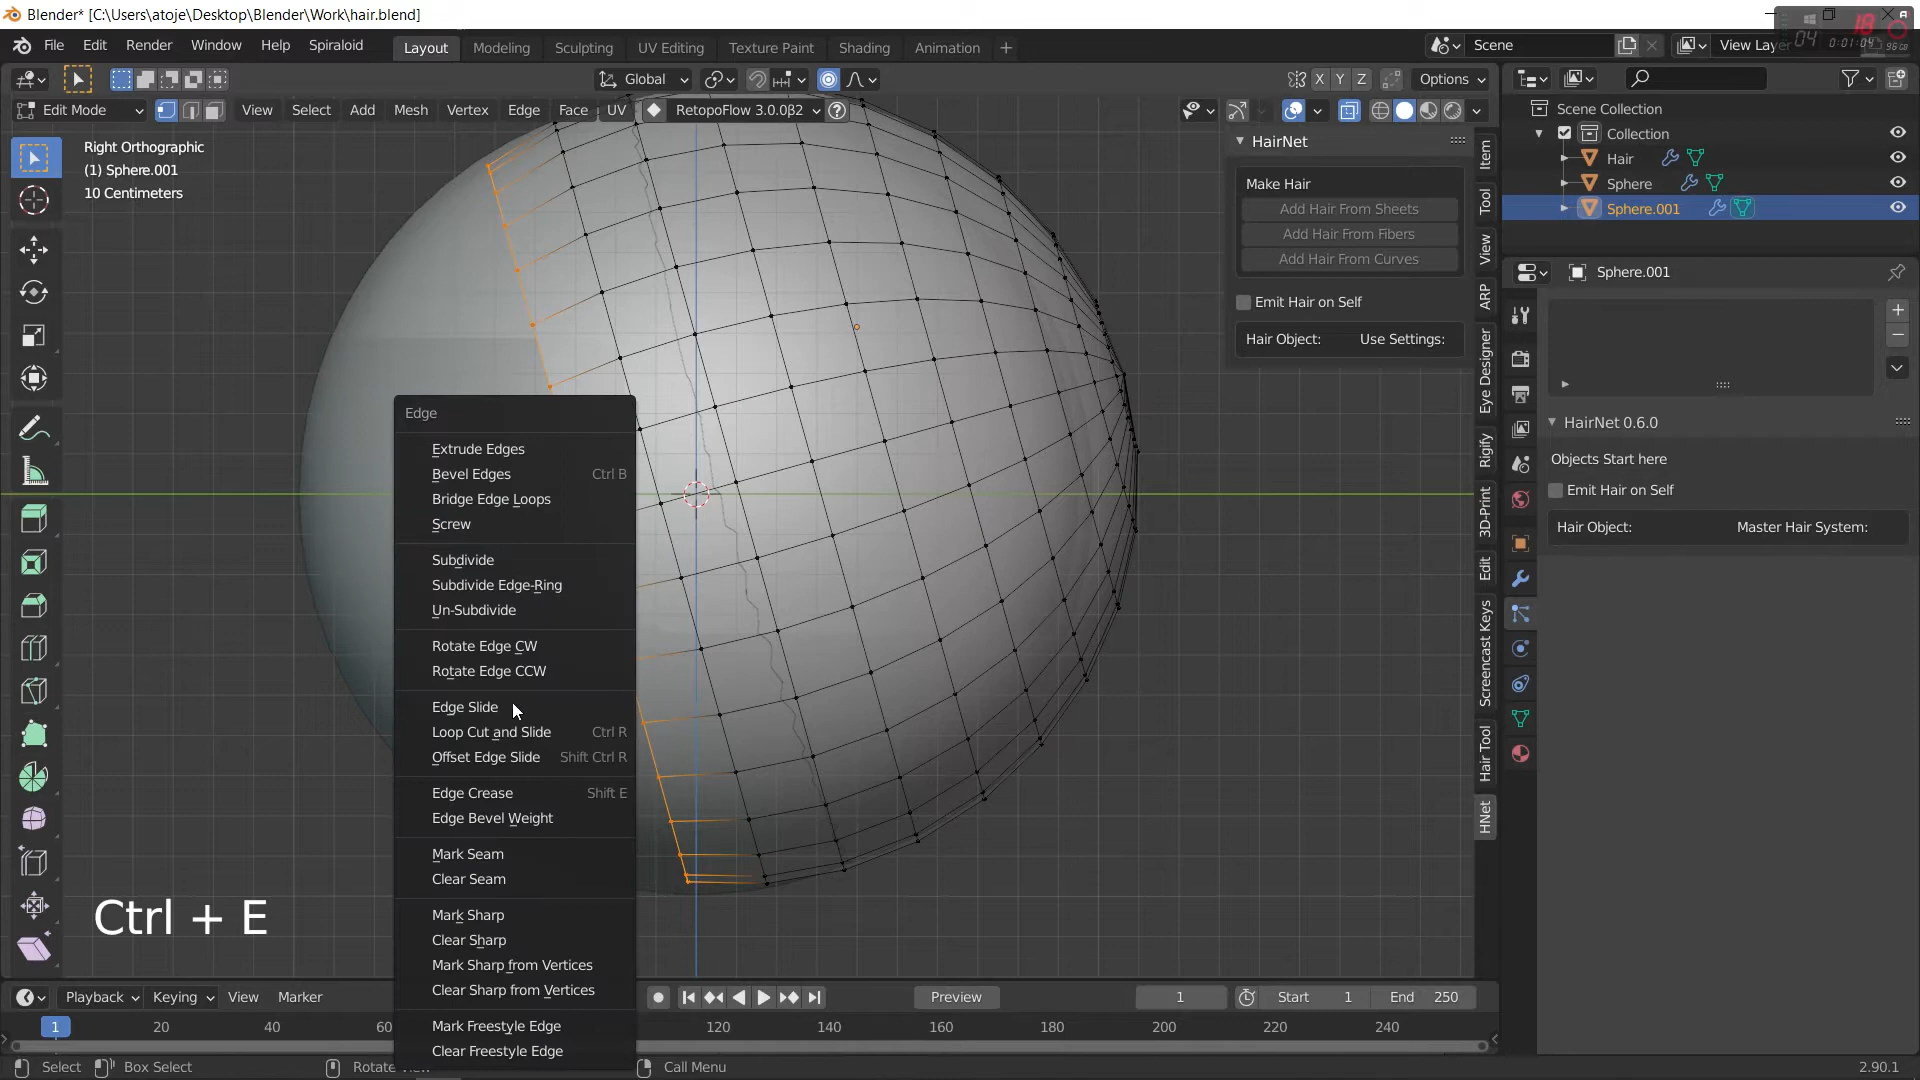 Blender* [C:\Users\atoje\Desktop\Blender\Work\hair.blend]
File Edit Render Window Help Spiraloid Layout Modeling Sculpting UV Editing Texture Paint Shading Animation + Scene View Layer
04 18 0:01:04 96
Global X Y Z Options
Edit Mode View Select Add Mesh Vertex Edge Face UV RetopoFlow 3.0.0β2
Right Orthographic
(1) Sphere.001
10 Centimeters
HairNet
Make Hair
Add Hair From Sheets
Add Hair From Fibers
Add Hair From Curves
Emit Hair on Self
Hair Object: Use Settings:
Item
Tool
View
ARP
Eye Designer
Rigify
3D-Print
Edit
Screencast Keys
Hair Tool
HNet
Scene Collection
Collection
Hair
Sphere
Sphere.001
Sphere.001
HairNet 0.6.0
Objects Start here
Emit Hair on Self
Hair Object: Master Hair System:
Edge
Extrude Edges
Bevel Edges Ctrl B
Bridge Edge Loops
Screw
Subdivide
Subdivide Edge-Ring
Un-Subdivide
Rotate Edge CW
Rotate Edge CCW
Edge Slide
Loop Cut and Slide Ctrl R
Offset Edge Slide Shift Ctrl R
Edge Crease Shift E
Edge Bevel Weight
Mark Seam
Clear Seam
Mark Sharp
Clear Sharp
Mark Sharp from Vertices
Clear Sharp from Vertices
Mark Freestyle Edge
Clear Freestyle Edge
Ctrl + E
Playback Keying View Marker Preview 1 Start 1 End 250
1 20 40 60 120 140 160 180 200 220 240
Select Box Select Rotate Call Menu 2.90.1